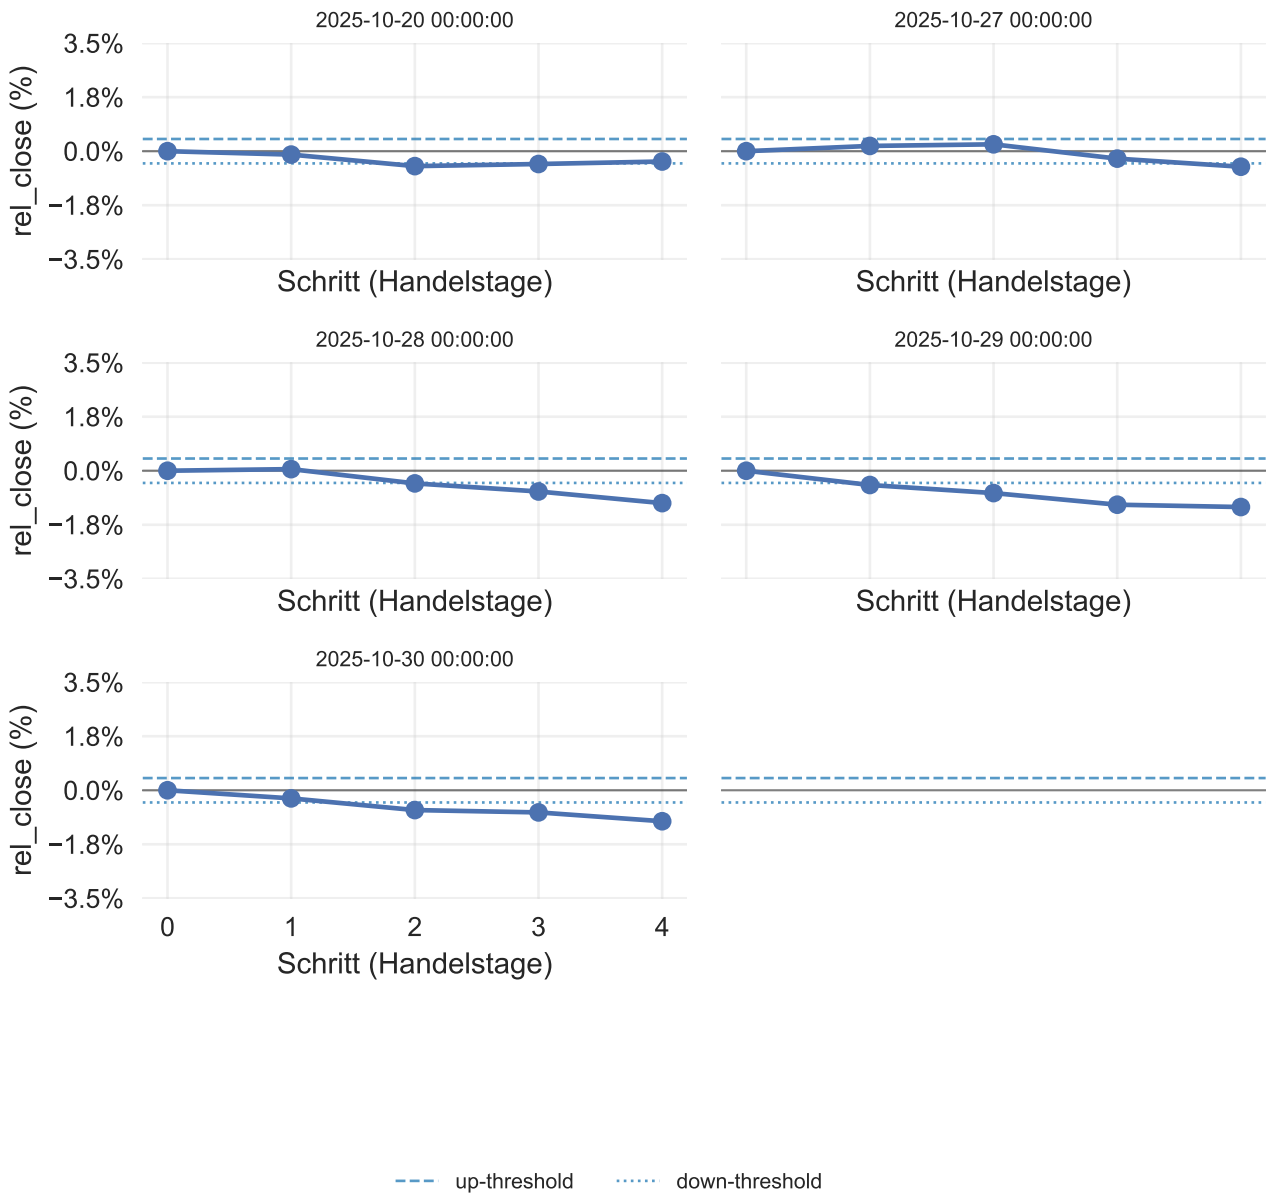 2025-10-20 00:00:00
2025-10-27 00:00:00
3.5%
1.8%
0.0%
−1.8%
−3.5%
rel_close (%)
Schritt (Handelstage)
Schritt (Handelstage)
2025-10-28 00:00:00
2025-10-29 00:00:00
3.5%
1.8%
0.0%
−1.8%
−3.5%
rel_close (%)
Schritt (Handelstage)
Schritt (Handelstage)
2025-10-30 00:00:00
3.5%
1.8%
0.0%
−1.8%
−3.5%
rel_close (%)
0 1 2 3 4
Schritt (Handelstage)
up-threshold down-threshold